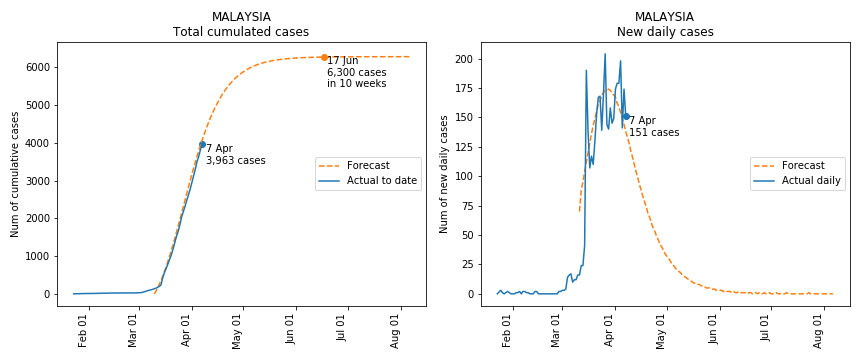 MALAYSIA
Total cumulated cases
Num of cumulative cases
6000
5000
4000
3000
2000
1000
0
17 Jun
6,300 cases
in 10 weeks
7 Apr
3,963 cases
Forecast
Actual to date
Feb 01
Mar 01
Apr 01
May 01
Jun 01
Jul 01
Aug 01
MALAYSIA
New daily cases
Num of new daily cases
200
175
150
125
100
75
50
25
0
7 Apr
151 cases
Forecast
Actual daily
Feb 01
Mar 01
Apr 01
May 01
Jun 01
Jul 01
Aug 01